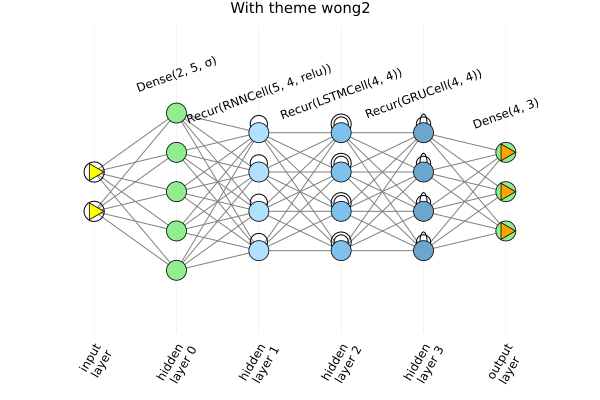 With theme wong2
Dense(2, 5, σ)
Recur(RNNCell(5, 4, relu))
Recur(LSTMCell(4, 4))
Recur(GRUCell(4, 4))
Dense(4, 3)
input
layer
hidden
layer 0
hidden
layer 1
hidden
layer 2
hidden
layer 3
output
layer